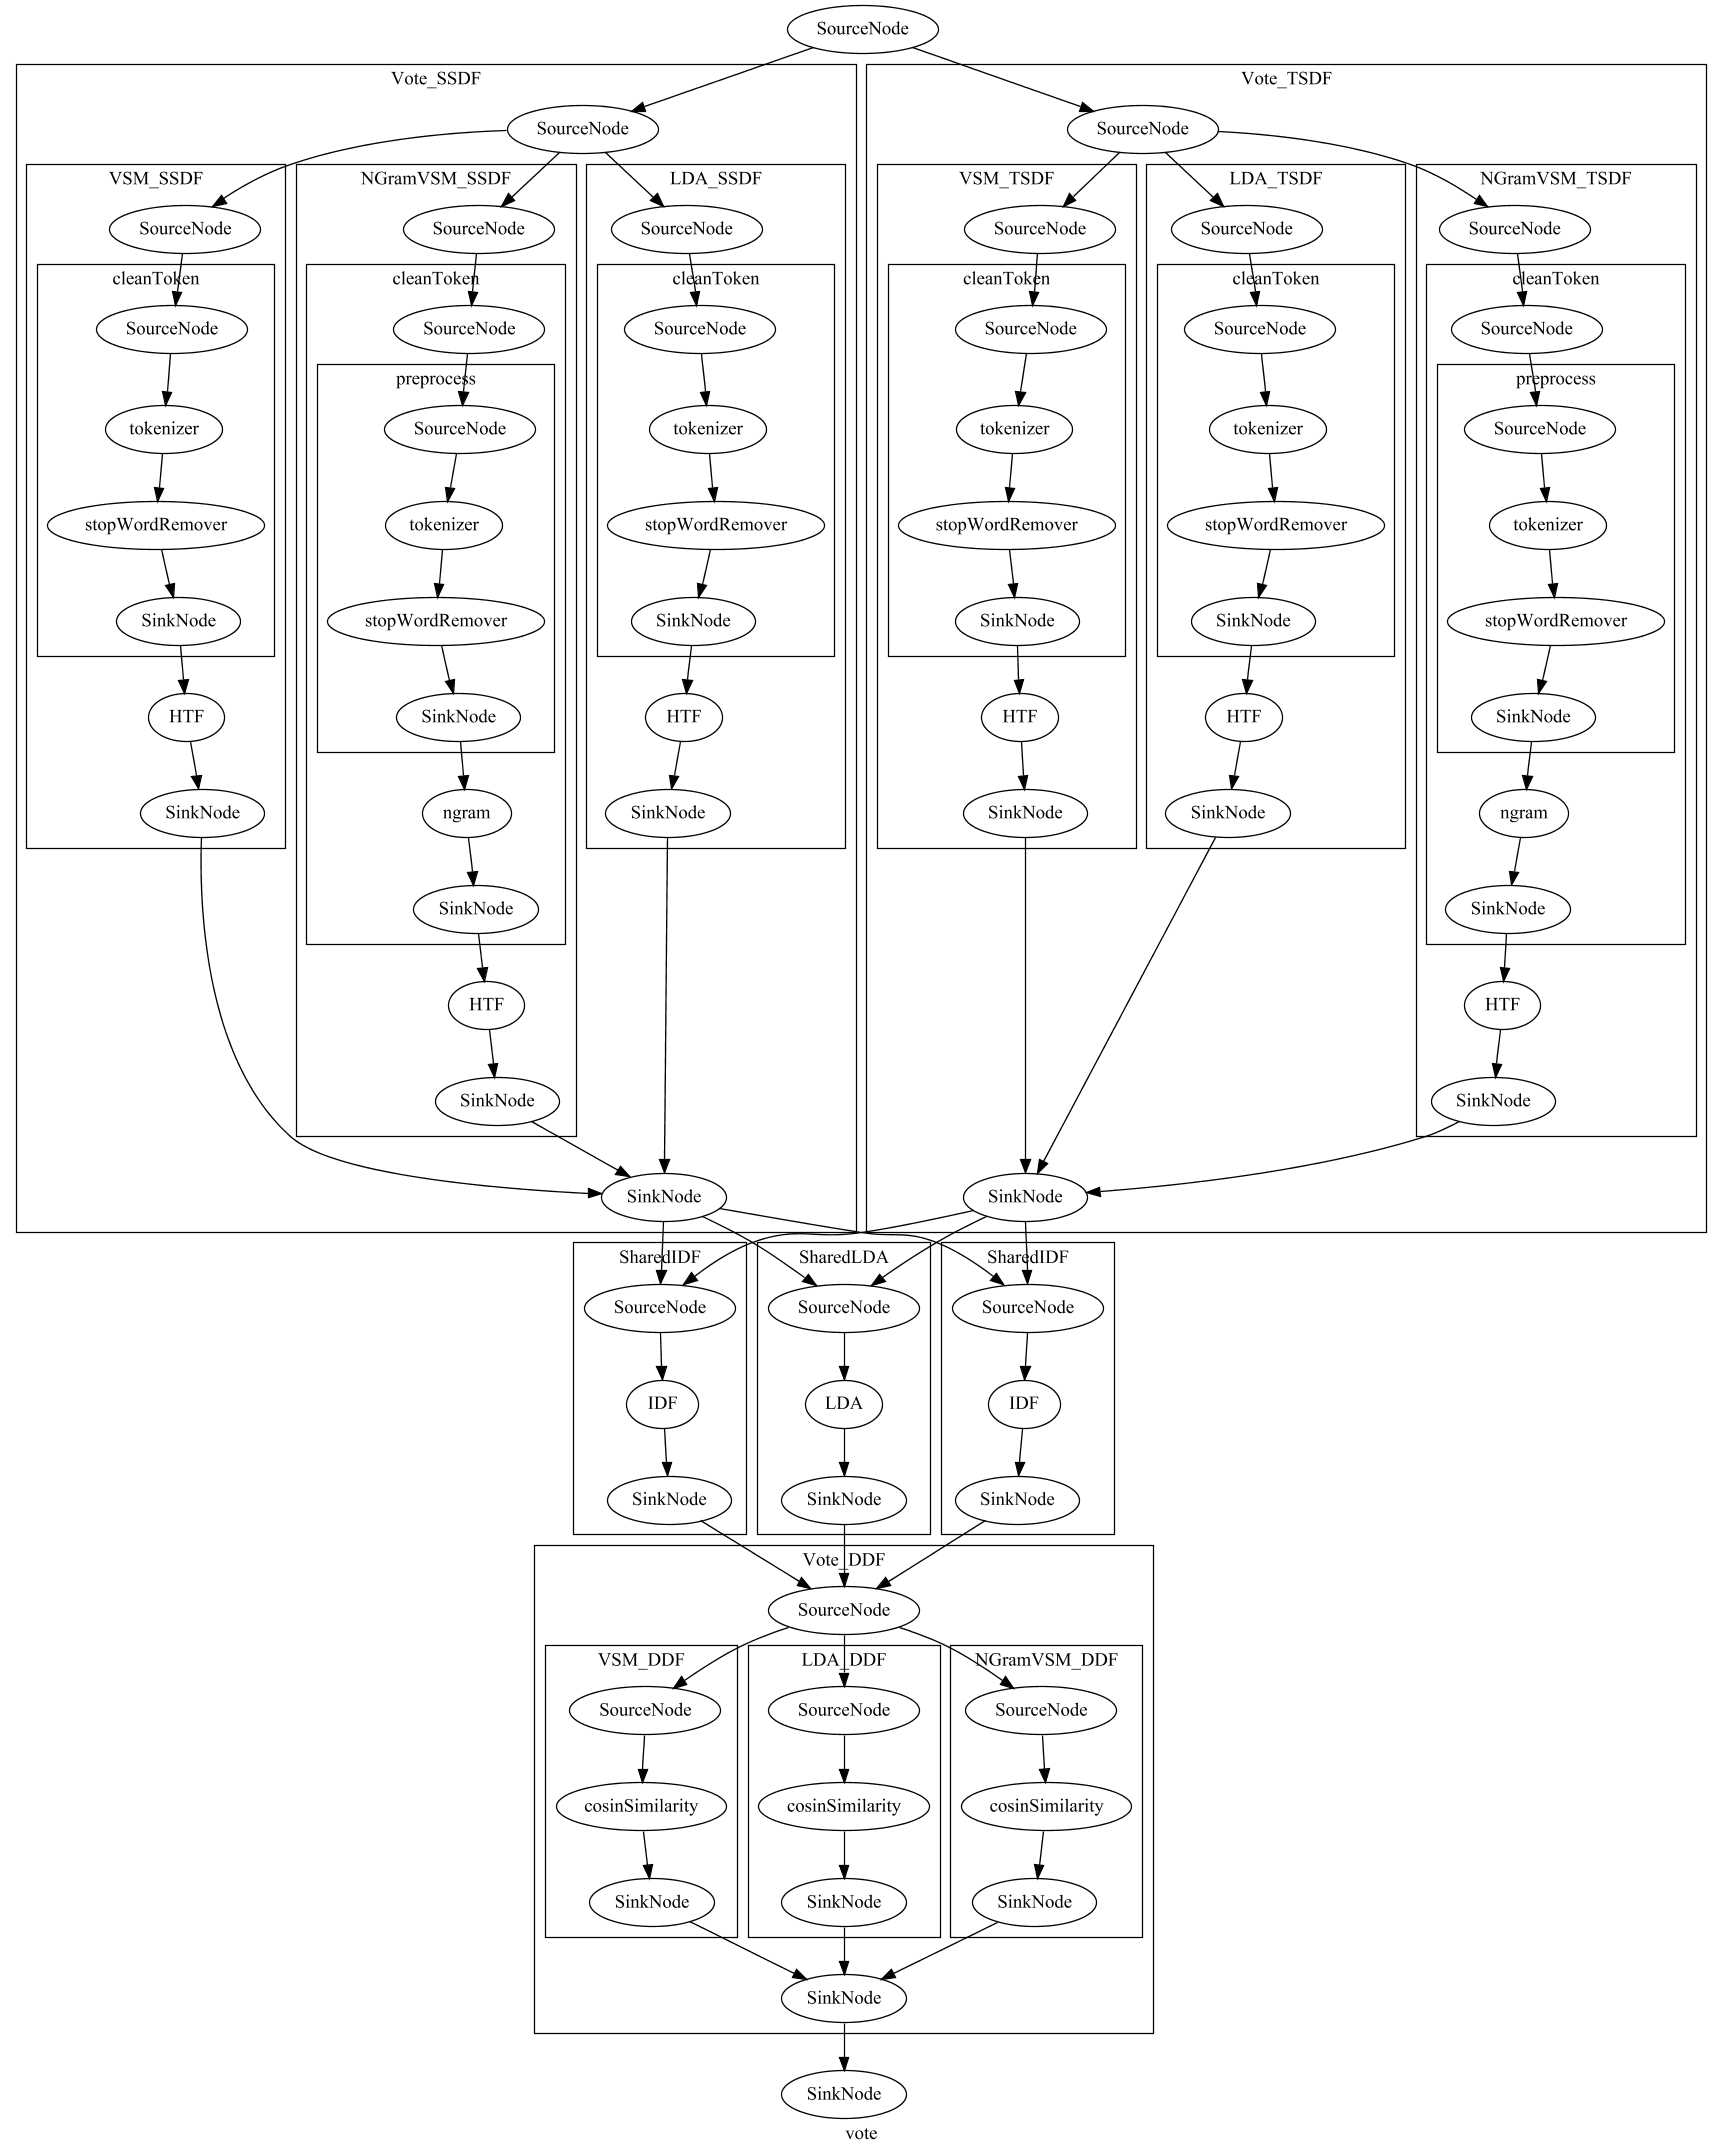 SourceNode
Vote_SSDF
Vote_TSDF
SourceNode
SourceNode
VSM_SSDF
NGramVSM_SSDF
LDA_SSDF
VSM_TSDF
LDA_TSDF
NGramVSM_TSDF
SourceNode
SourceNode
SourceNode
SourceNode
SourceNode
SourceNode
cleanToken
cleanToken
cleanToken
cleanToken
cleanToken
cleanToken
SourceNode
SourceNode
SourceNode
SourceNode
SourceNode
SourceNode
preprocess
preprocess
tokenizer
SourceNode
tokenizer
tokenizer
tokenizer
SourceNode
stopWordRemover
tokenizer
stopWordRemover
stopWordRemover
stopWordRemover
tokenizer
SinkNode
stopWordRemover
SinkNode
SinkNode
SinkNode
stopWordRemover
HTF
SinkNode
HTF
HTF
HTF
SinkNode
SinkNode
ngram
SinkNode
SinkNode
SinkNode
ngram
SinkNode
SinkNode
HTF
HTF
SinkNode
SinkNode
SinkNode
SinkNode
SharedIDF
SharedLDA
SharedIDF
SourceNode
SourceNode
SourceNode
IDF
LDA
IDF
SinkNode
SinkNode
SinkNode
Vote_DDF
SourceNode
VSM_DDF
LDA_DDF
NGramVSM_DDF
SourceNode
SourceNode
SourceNode
cosinSimilarity
cosinSimilarity
cosinSimilarity
SinkNode
SinkNode
SinkNode
SinkNode
SinkNode
vote